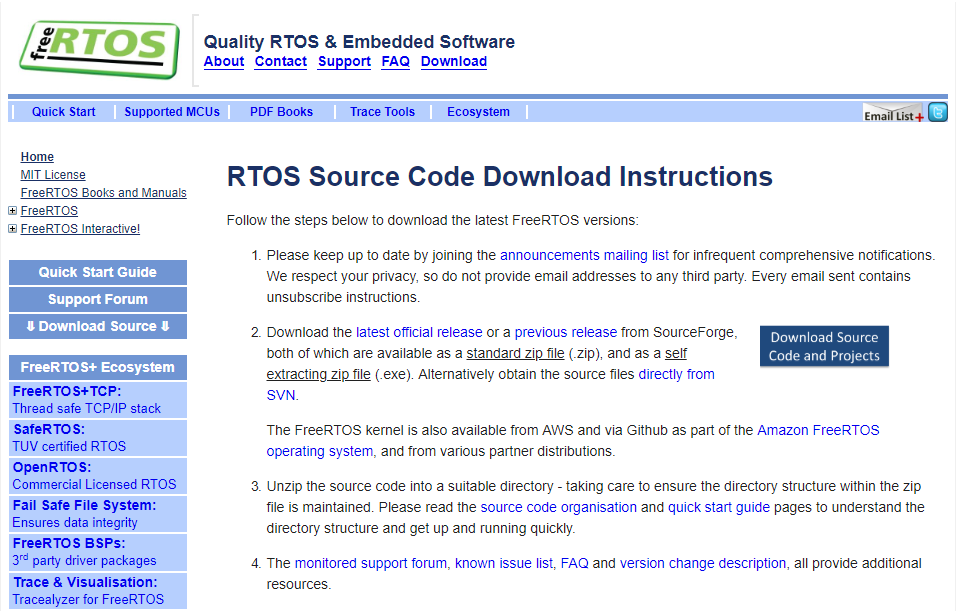 free RTOS
Quality RTOS & Embedded Software
About Contact Support FAQ Download
Quick Start Supported MCUs PDF Books Trace Tools Ecosystem Email List+
Home
MIT License
FreeRTOS Books and Manuals
FreeRTOS
FreeRTOS Interactive!
Quick Start Guide
Support Forum
⇓ Download Source ⇓
FreeRTOS+ Ecosystem
FreeRTOS+TCP:
Thread safe TCP/IP stack
SafeRTOS:
TUV certified RTOS
OpenRTOS:
Commercial Licensed RTOS
Fail Safe File System:
Ensures data integrity
FreeRTOS BSPs:
3rd party driver packages
Trace & Visualisation:
Tracealyzer for FreeRTOS
RTOS Source Code Download Instructions
Follow the steps below to download the latest FreeRTOS versions:
1. Please keep up to date by joining the announcements mailing list for infrequent comprehensive notifications.
We respect your privacy, so do not provide email addresses to any third party. Every email sent contains
unsubscribe instructions.
2. Download the latest official release or a previous release from SourceForge,
both of which are available as a standard zip file (.zip), and as a self
extracting zip file (.exe). Alternatively obtain the source files directly from
SVN.
Download Source
Code and Projects
The FreeRTOS kernel is also available from AWS and via Github as part of the Amazon FreeRTOS
operating system, and from various partner distributions.
3. Unzip the source code into a suitable directory - taking care to ensure the directory structure within the zip
file is maintained. Please read the source code organisation and quick start guide pages to understand the
directory structure and get up and running quickly.
4. The monitored support forum, known issue list, FAQ and version change description, all provide additional
resources.